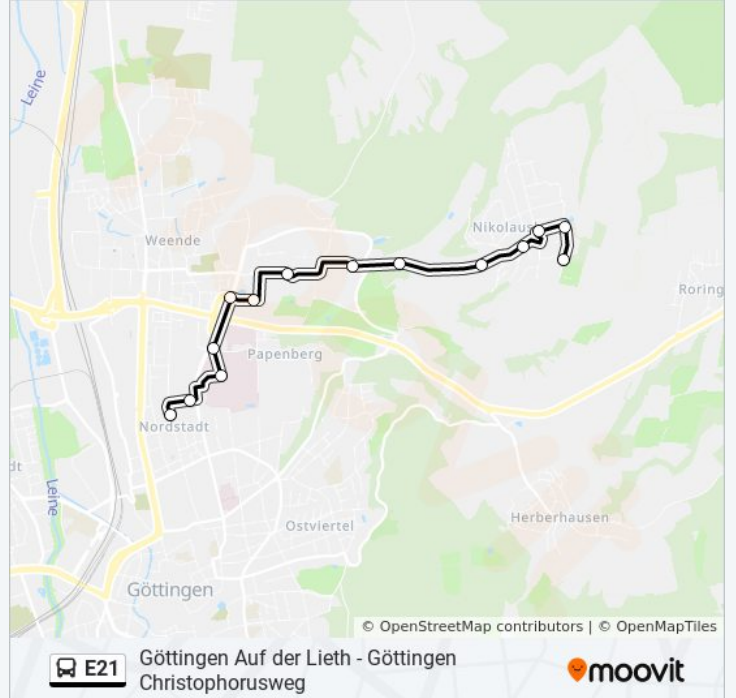 Leine
Weende
Nikolaus
Roring
Papenberg
Nordstadt
dt
Leine
Ostviertel
Herberhausen
Göttingen
© OpenStreetMap contributors | © OpenMapTiles
E21
Göttingen Auf der Lieth - Göttingen
Christophorusweg
moovit